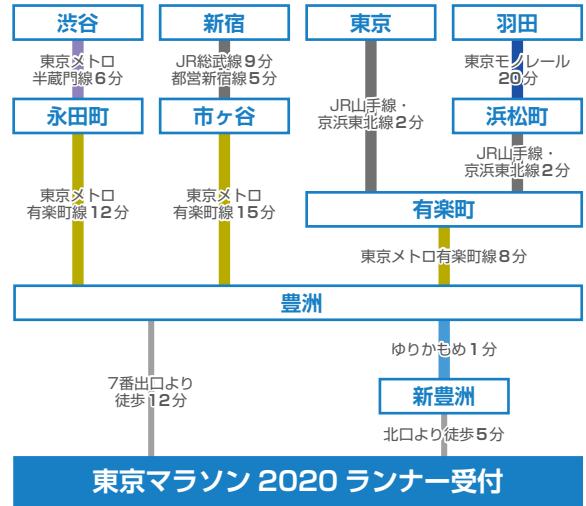 渋谷
新宿
東京
羽田
東京メトロ
半蔵門線6分
JR総武線9分
都営新宿線5分
JR山手線・
京浜東北線2分
東京モノレール
20分
永田町
市ヶ谷
浜松町
JR山手線・
京浜東北線2分
東京メトロ
有楽町線12分
東京メトロ
有楽町線15分
有楽町
東京メトロ有楽町線8分
豊洲
7番出口より
徒歩12分
ゆりかもめ1分
新豊洲
北口より徒歩5分
東京マラソン 2020 ランナー受付